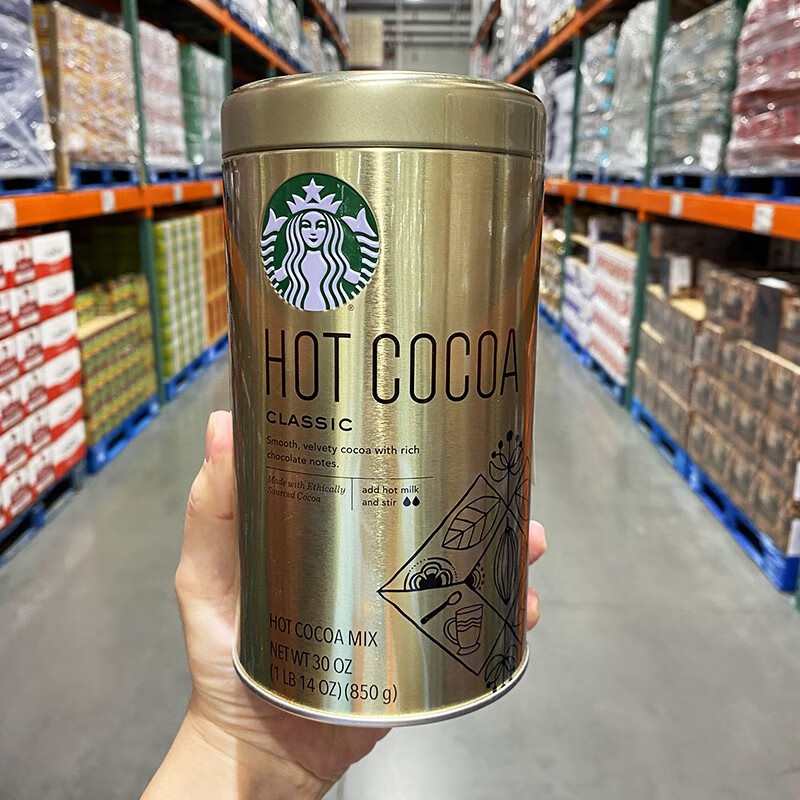 HOT COCOA
CLASSIC
Smooth, velvety cocoa with rich
chocolate notes.
Made with Ethically
Sourced Cocoa
add hot milk
and stir
HOT COCOA MIX
NET WT 30 OZ
(1 LB 14 OZ) (850 g)